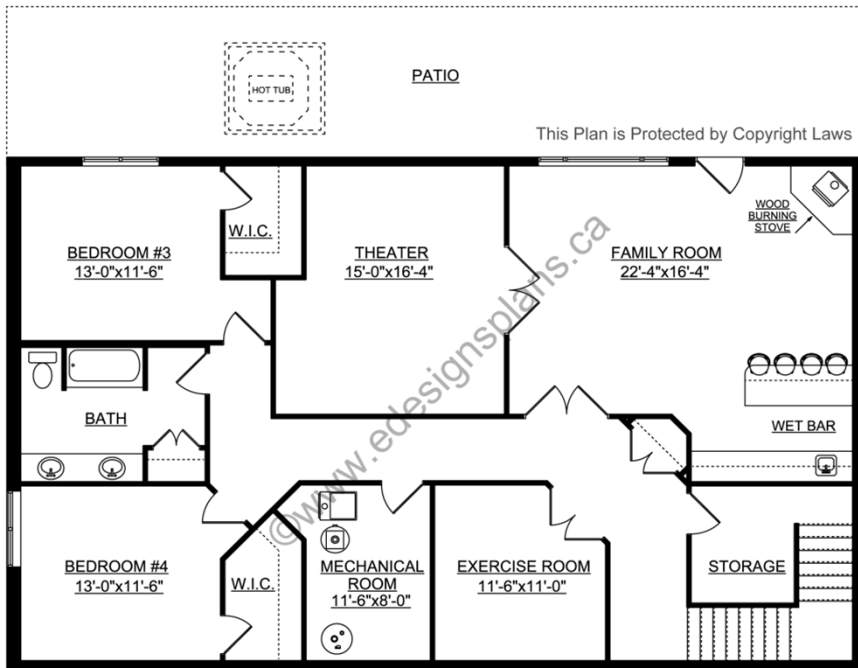 HOT TUB
PATIO
This Plan is Protected by Copyright Laws
BEDROOM #3
13'-0"x11'-6"
W.I.C.
THEATER
15'-0"x16'-4"
FAMILY ROOM
22'-4"x16'-4"
WOOD
BURNING
STOVE
BATH
WET BAR
BEDROOM #4
13'-0"x11'-6"
W.I.C.
MECHANICAL
ROOM
11'-6"x8'-0"
EXERCISE ROOM
11'-6"x11'-0"
STORAGE
©www.edesignsplans.ca